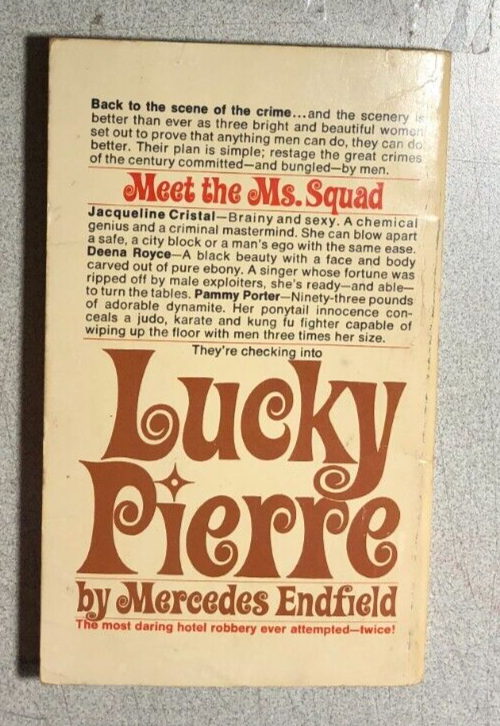 Back to the scene of the crime...and the scenery is
better than ever as three bright and beautiful women
set out to prove that anything men can do, they can do
better. Their plan is simple; restage the great crimes
of the century committed—and bungled—by men.
Meet the Ms. Squad
Jacqueline Cristal—Brainy and sexy. A chemical
genius and a criminal mastermind. She can blow apart
a safe, a city block or a man's ego with the same ease.
Deena Royce—A black beauty with a face and body
carved out of pure ebony. A singer whose fortune was
ripped off by male exploiters, she's ready—and able—
to turn the tables. Pammy Porter—Ninety-three pounds
of adorable dynamite. Her ponytail innocence con-
ceals a judo, karate and kung fu fighter capable of
wiping up the floor with men three times her size.
They're checking into
Lucky
Pierre
by Mercedes Endfield
The most daring hotel robbery ever attempted—twice!